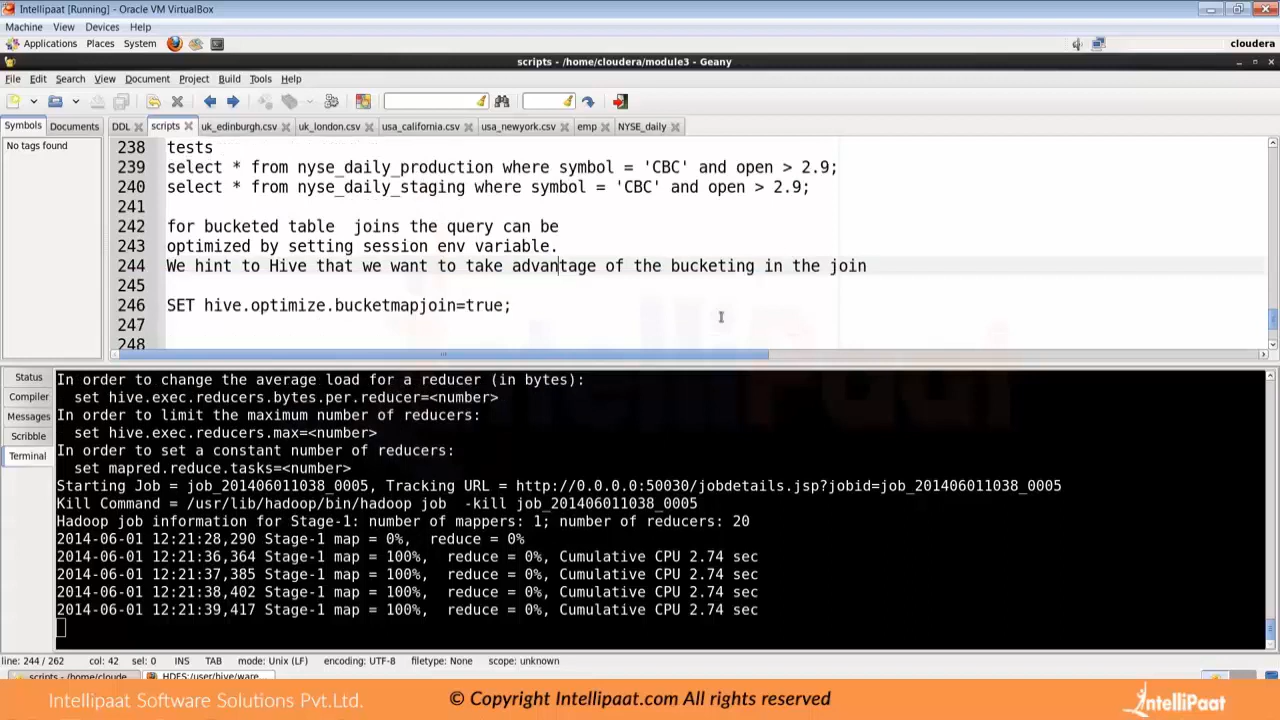 Intellipaat [Running] - Oracle VM VirtualBox
Machine View Devices Help
Applications Places System cloudera
scripts - /home/cloudera/module3 - Geany
File Edit Search View Document Project Build Tools Help
Symbols Documents DDL scripts uk_edinburgh.csv uk_london.csv usa_california.csv usa_newyork.csv emp NYSE_daily
No tags found
238 tests
239 select * from nyse_daily_production where symbol = 'CBC' and open > 2.9;
240 select * from nyse_daily_staging where symbol = 'CBC' and open > 2.9;
241
242 for bucketed table  joins the query can be
243 optimized by setting session env variable.
244 We hint to Hive that we want to take advantage of the bucketing in the join
245
246 SET hive.optimize.bucketmapjoin=true;
247
248
Status
Compiler
Messages
Scribble
Terminal
In order to change the average load for a reducer (in bytes):
  set hive.exec.reducers.bytes.per.reducer=<number>
In order to limit the maximum number of reducers:
  set hive.exec.reducers.max=<number>
In order to set a constant number of reducers:
  set mapred.reduce.tasks=<number>
Starting Job = job_201406011038_0005, Tracking URL = http://0.0.0.0:50030/jobdetails.jsp?jobid=job_201406011038_0005
Kill Command = /usr/lib/hadoop/bin/hadoop job  -kill job_201406011038_0005
Hadoop job information for Stage-1: number of mappers: 1; number of reducers: 20
2014-06-01 12:21:28,290 Stage-1 map = 0%,  reduce = 0%
2014-06-01 12:21:36,364 Stage-1 map = 100%,  reduce = 0%, Cumulative CPU 2.74 sec
2014-06-01 12:21:37,385 Stage-1 map = 100%,  reduce = 0%, Cumulative CPU 2.74 sec
2014-06-01 12:21:38,402 Stage-1 map = 100%,  reduce = 0%, Cumulative CPU 2.74 sec
2014-06-01 12:21:39,417 Stage-1 map = 100%,  reduce = 0%, Cumulative CPU 2.74 sec
line: 244 / 262 col: 42 sel: 0 INS TAB mode: Unix (LF) encoding: UTF-8 filetype: None scope: unknown
scripts - /home/cloude... HDFS:/user/hive/ware...
Intellipaat Software Solutions Pvt.Ltd. © Copyright Intellipaat.com All rights reserved IntelliPaat